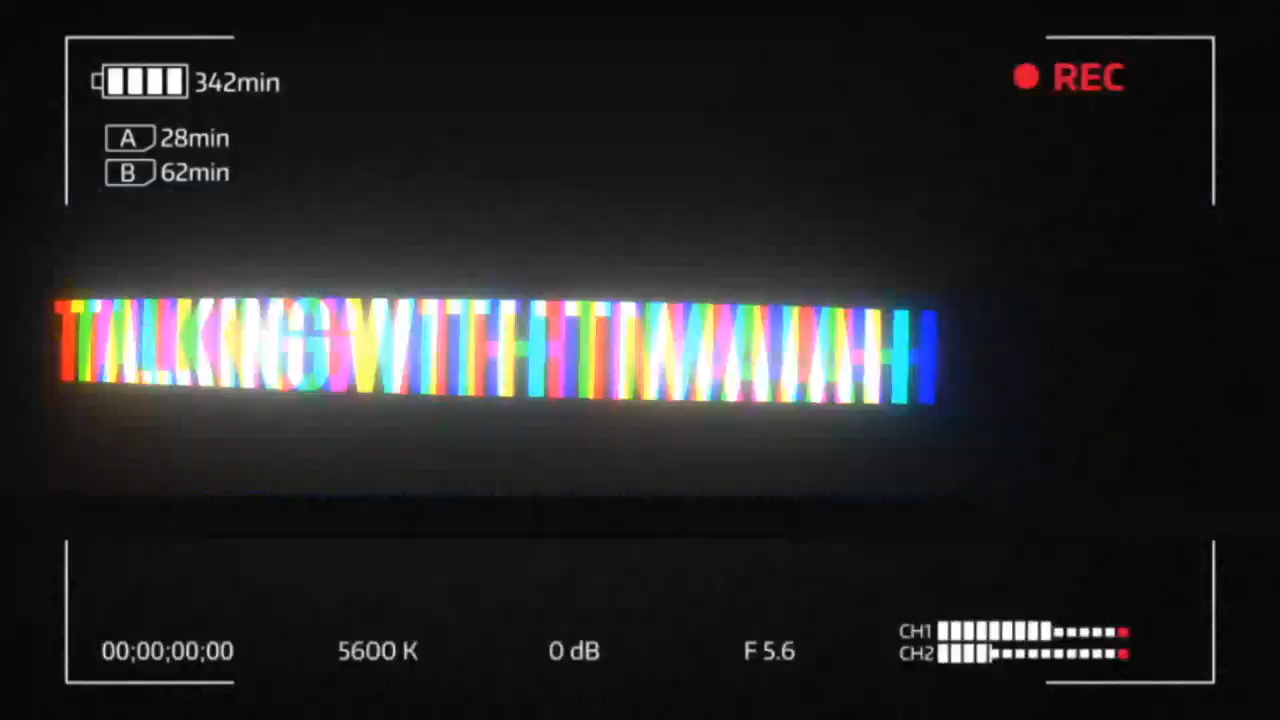 342min
REC
A 28min
B 62min
TALKING WITH
00;00;00;00
5600 K
0 dB
F 5.6
CH1
CH2